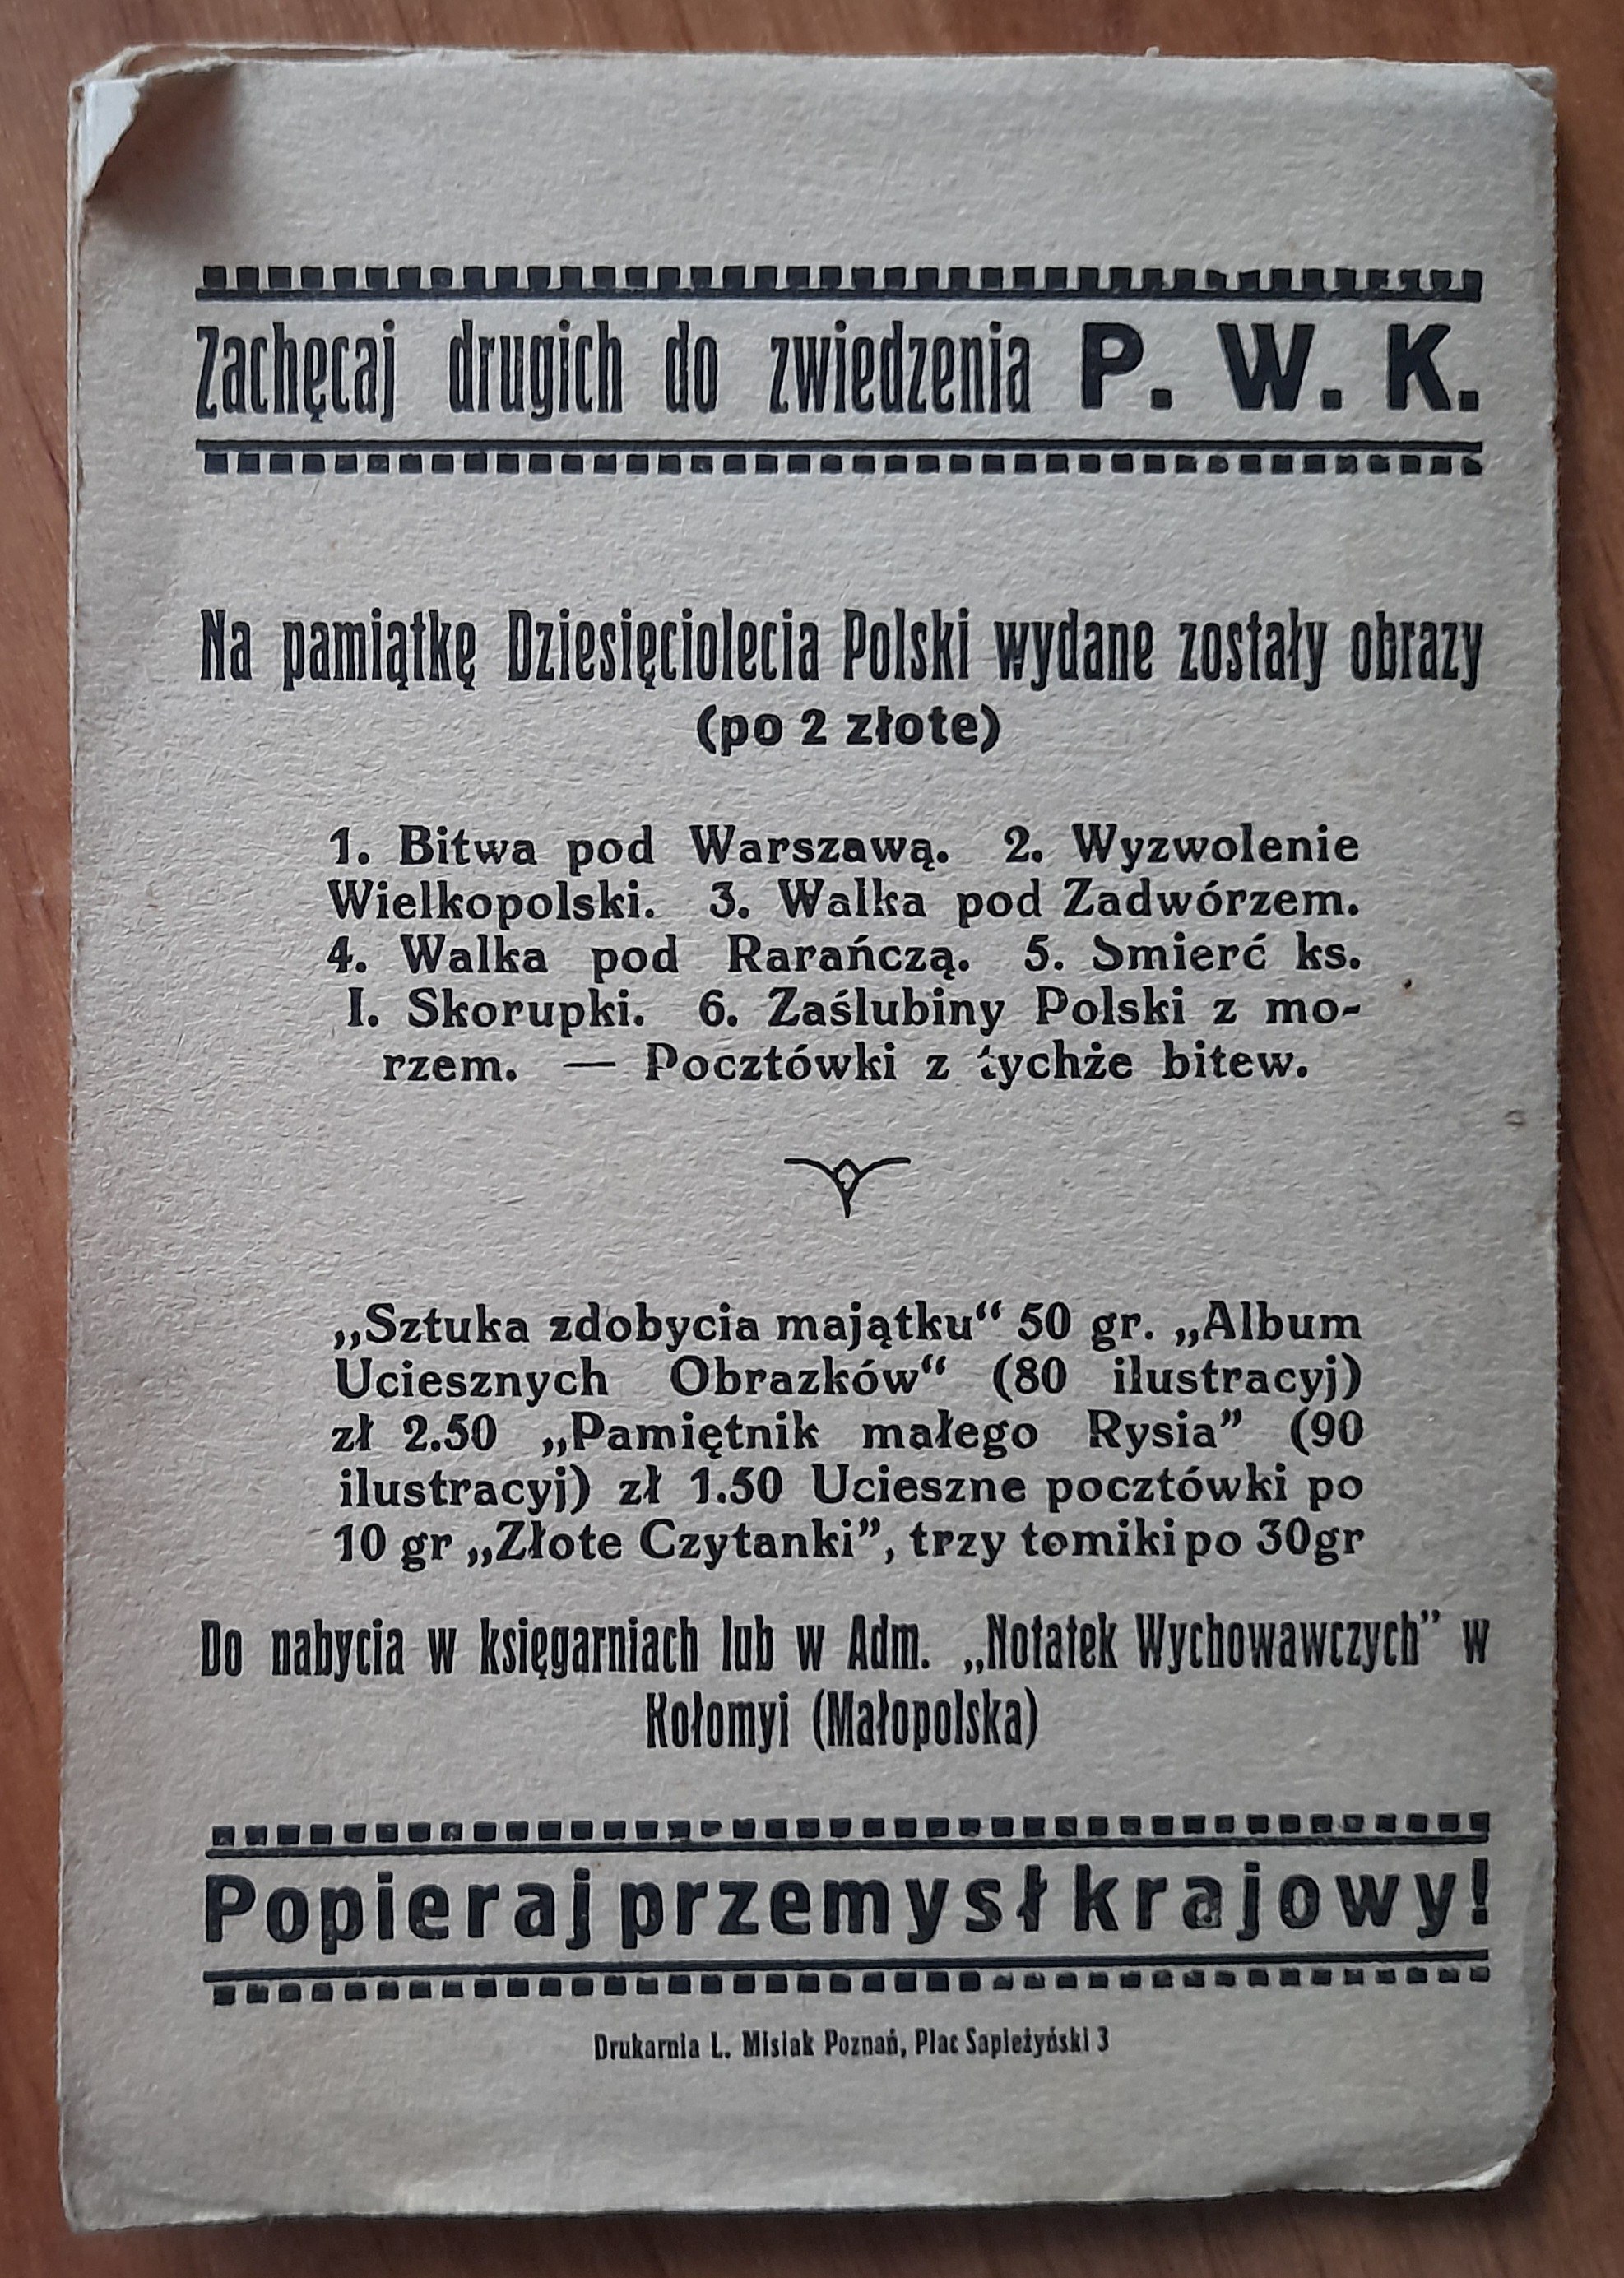 Zachęcaj drugich do zwiedzenia P. W. K.
Na pamiątkę Dziesięciolecia Polski wydane zostały obrazy
(po 2 złote)
1. Bitwa pod Warszawą. 2. Wyzwolenie
Wielkopolski. 3. Walka pod Zadwórzem.
4. Walka pod Rarańczą. 5. Smierć ks.
I. Skorupki. 6. Zaślubiny Polski z mo-
rzem. — Pocztówki z tychże bitew.
„Sztuka zdobycia majątku“ 50 gr. „Album
Uciesznych Obrazków“ (80 ilustracyj)
zł 2.50 „Pamiętnik małego Rysia” (90
ilustracyj) zł 1.50 Ucieszne pocztówki po
10 gr „Złote Czytanki”, trzy tomiki po 30gr
Do nabycia w księgarniach lub w Adm. „Notatek Wychowawczych” w
Kołomyi (Małopolska)
Popieraj przemysł krajowy!
Drukarnia L. Misiak Poznań, Plac Sapieżyński 3